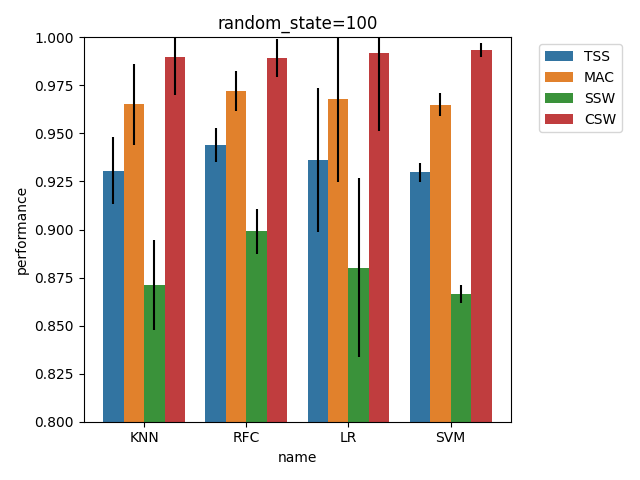 random_state=100
1.000
0.975
0.950
0.925
0.900
0.875
0.850
0.825
0.800
performance
KNN RFC LR SVM
name
TSS
MAC
SSW
CSW